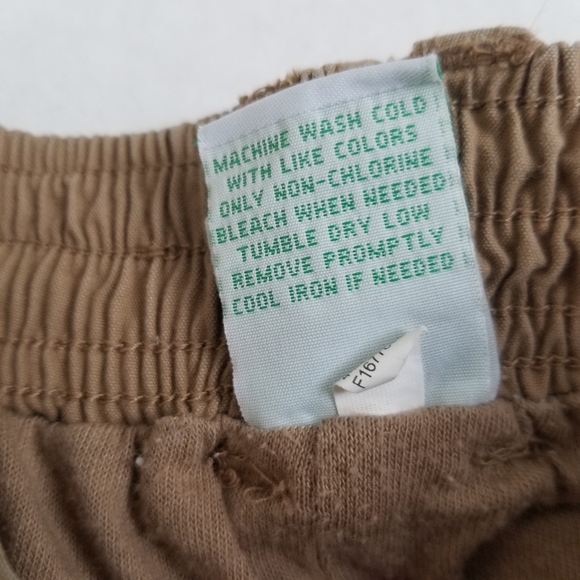 MACHINE WASH COLD
WITH LIKE COLORS
ONLY NON-CHLORINE
BLEACH WHEN NEEDED
TUMBLE DRY LOW
REMOVE PROMPTLY
COOL IRON IF NEEDED